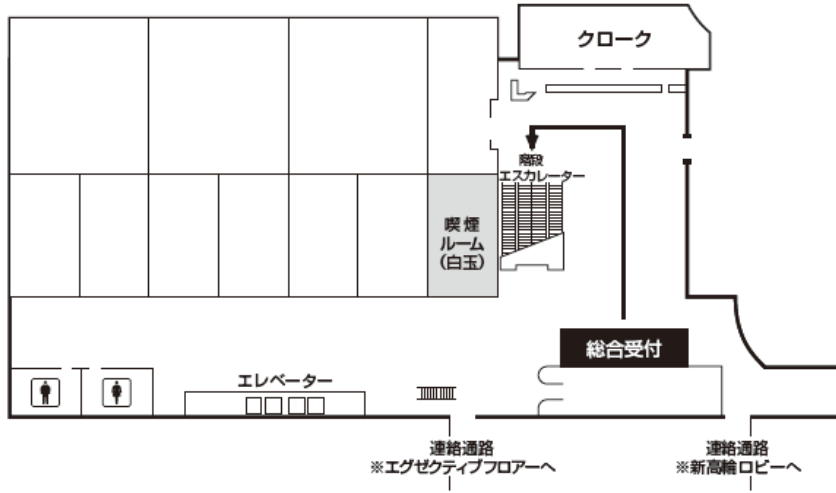 クローク
階段
エスカレーター
喫煙
ルーム
(白玉)
総合受付
エレベーター
連絡通路
※エグゼクティブフロアーへ
連絡通路
※新高輪ロビーへ